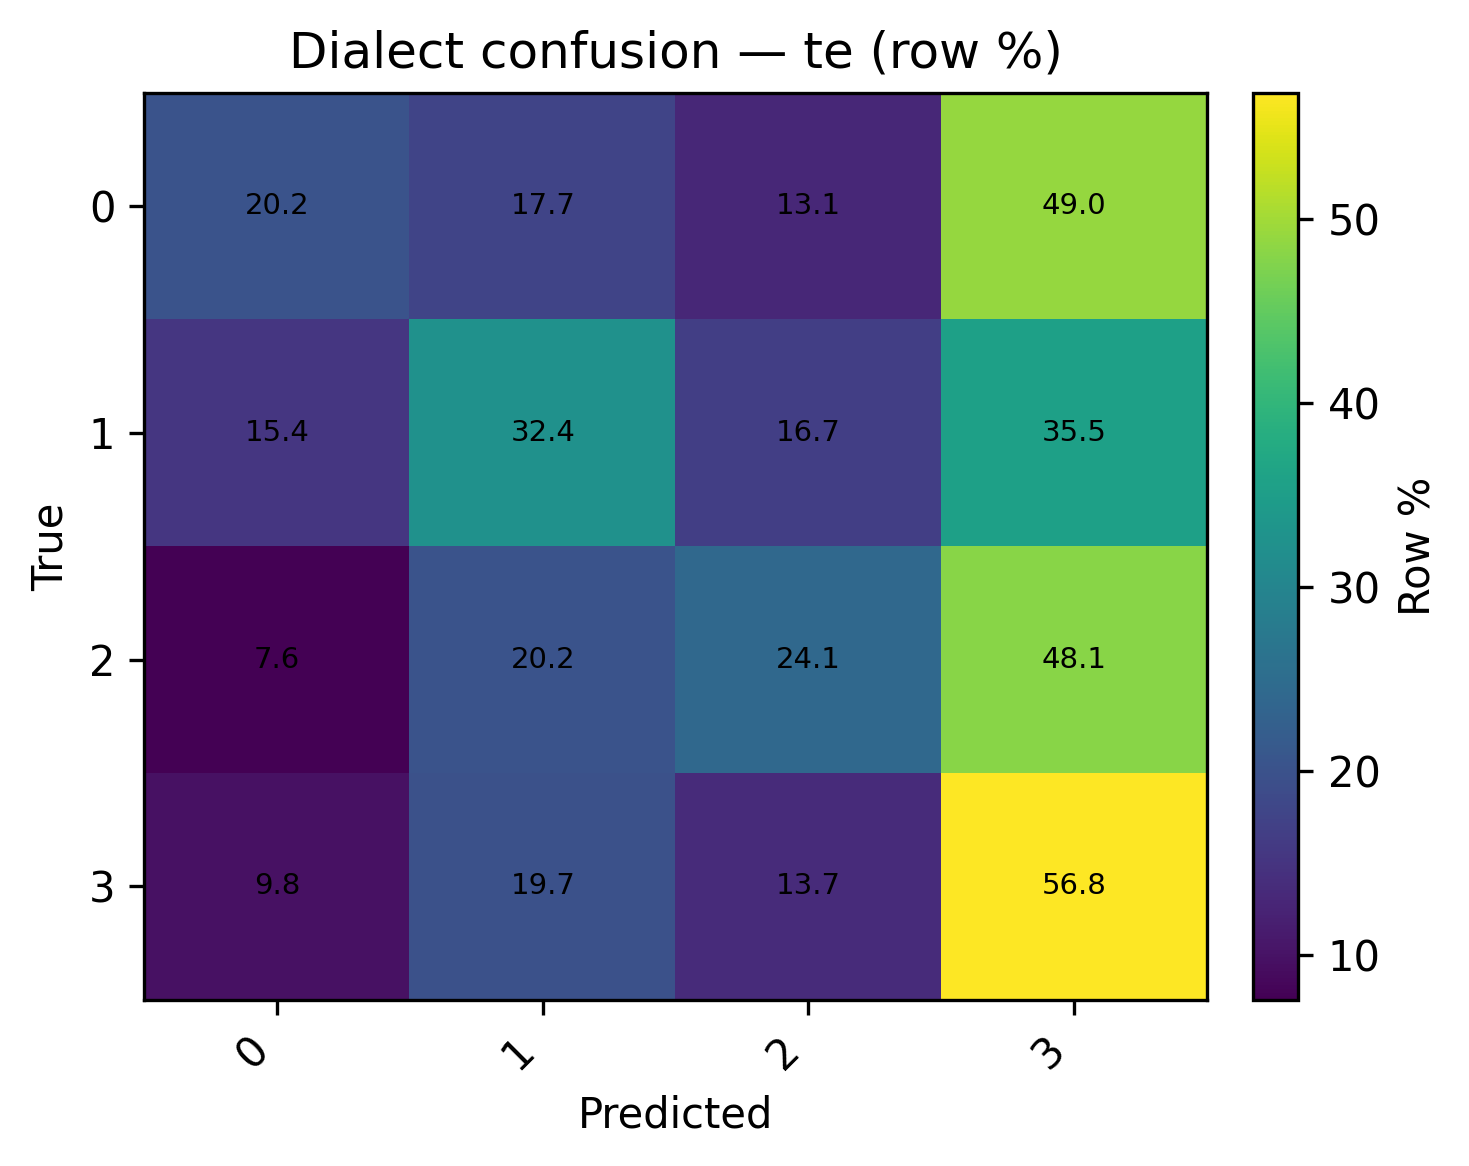 Dialect confusion — te (row %)
0 20.2 17.7 13.1 49.0
1 15.4 32.4 16.7 35.5
2 7.6 20.2 24.1 48.1
3 9.8 19.7 13.7 56.8
0 1 2 3
Predicted
True
50
40
30
20
10
Row %